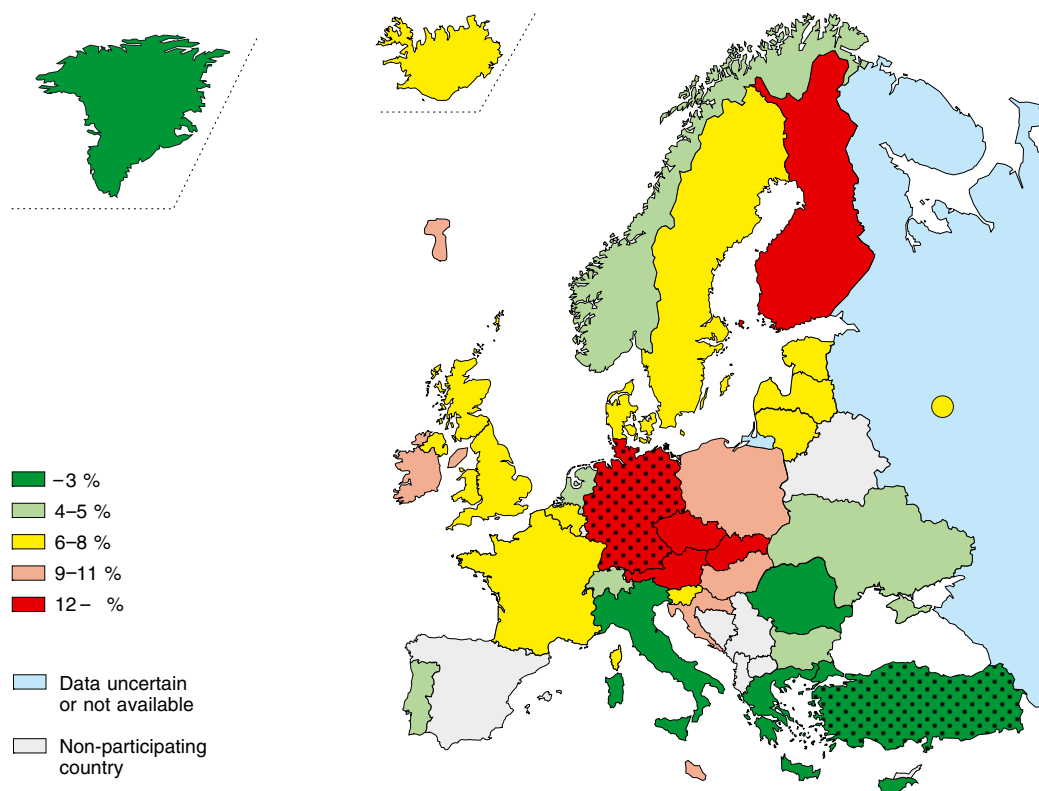 –3 %
4–5 %
6–8 %
9–11 %
12– %
Data uncertain
or not available
Non-participating
country